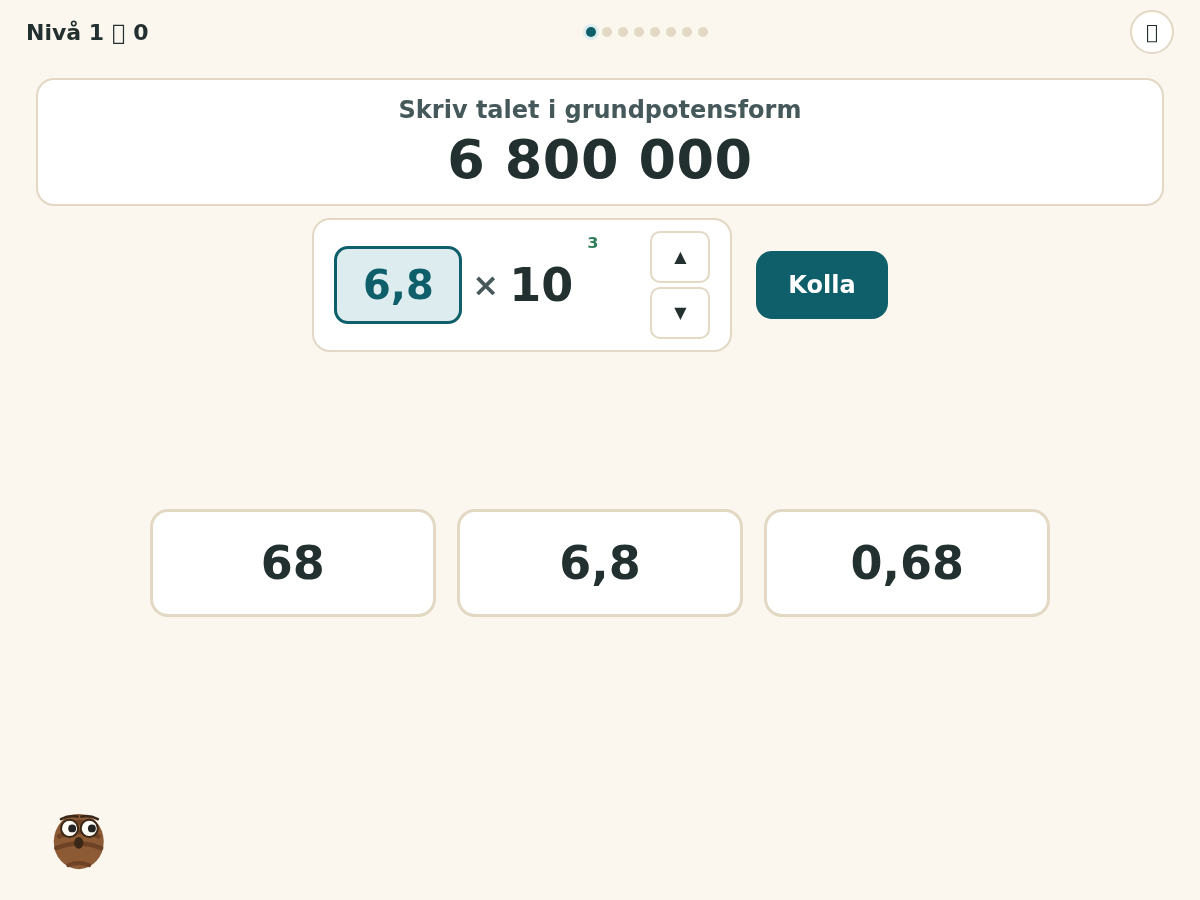 Nivå 1 0
Skriv talet i grundpotensform
6 800 000
6,8 × 10 3
▲
▼
Kolla
68
6,8
0,68